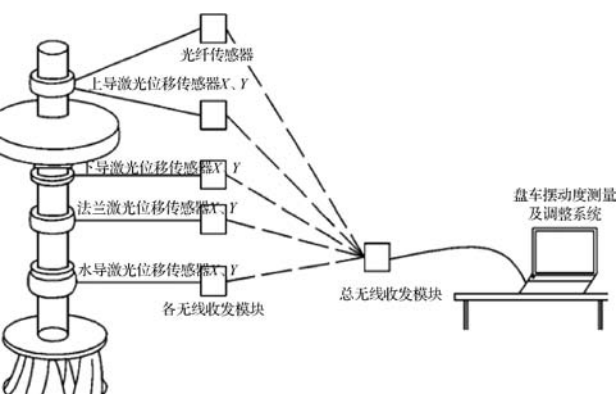 光纤传感器
上导激光位移传感器X、Y
下导激光位移传感器X、Y
法兰激光位移传感器X、Y
水导激光位移传感器X、Y
各无线收发模块
总无线收发模块
盘车摆动度测量
及调整系统